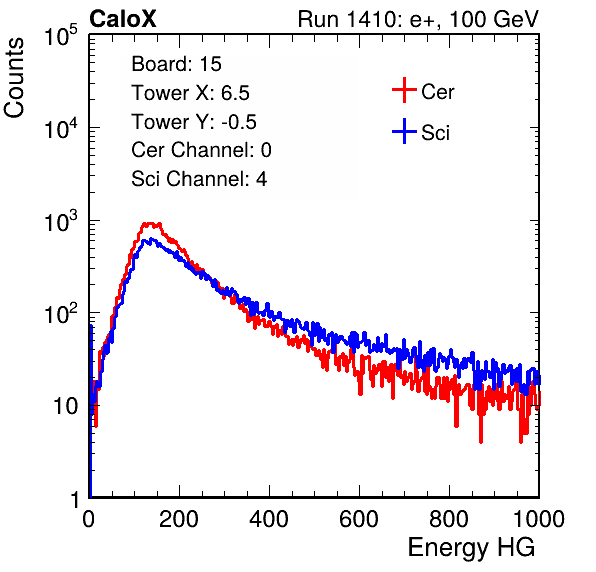 CaloX
Run 1410: e+, 100 GeV
Counts
10^5
10^4
10^3
10^2
10
1
Board: 15
Tower X: 6.5
Tower Y: -0.5
Cer Channel: 0
Sci Channel: 4
Cer
Sci
0 200 400 600 800 1000
Energy HG